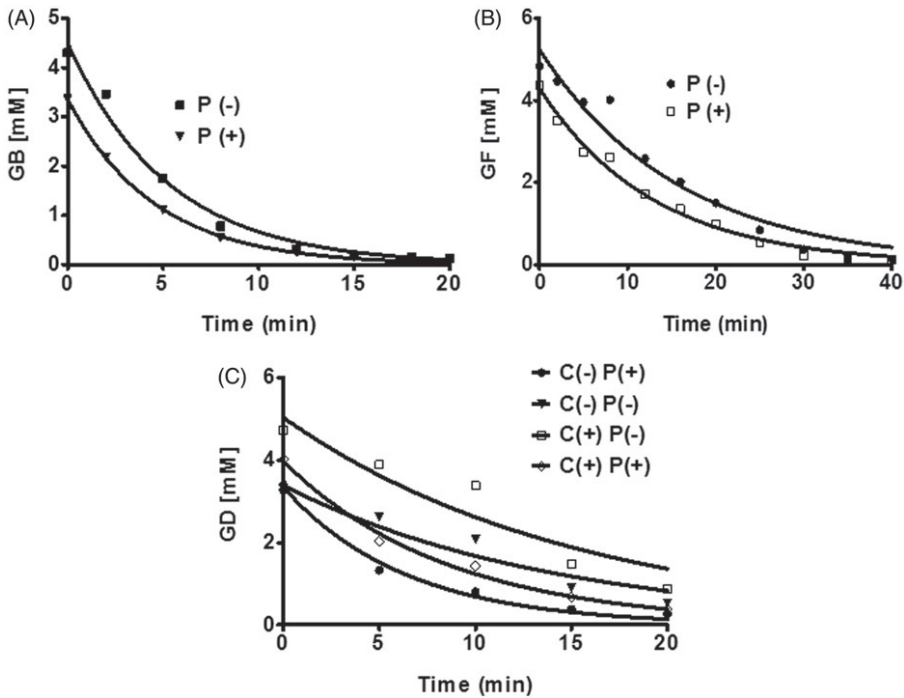 (A)
GB [mM]
5
4
3
2
1
0
0
5
10
15
20
Time (min)
P (-)
P (+)
(B)
GF [mM]
6
4
2
0
0
10
20
30
40
Time (min)
P (-)
P (+)
(C)
GD [mM]
6
4
2
0
0
5
10
15
20
Time (min)
C(-) P(+)
C(-) P(-)
C(+) P(-)
C(+) P(+)